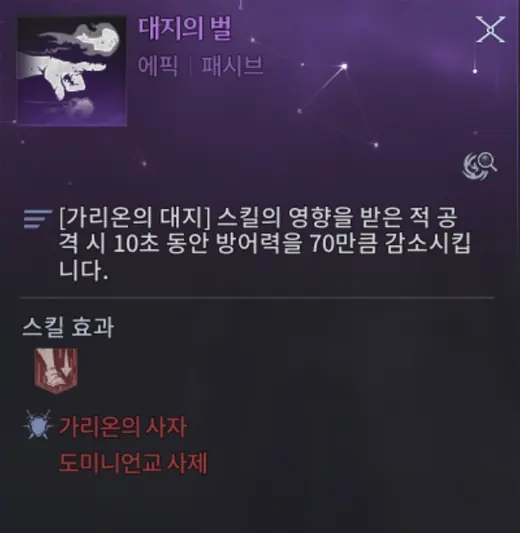 대지의 벌
에픽 | 패시브
[가리온의 대지] 스킬의 영향을 받은 적 공
격 시 10초 동안 방어력을 70만큼 감소시킵
니다.
스킬 효과
가리온의 사자
도미니언교 사제